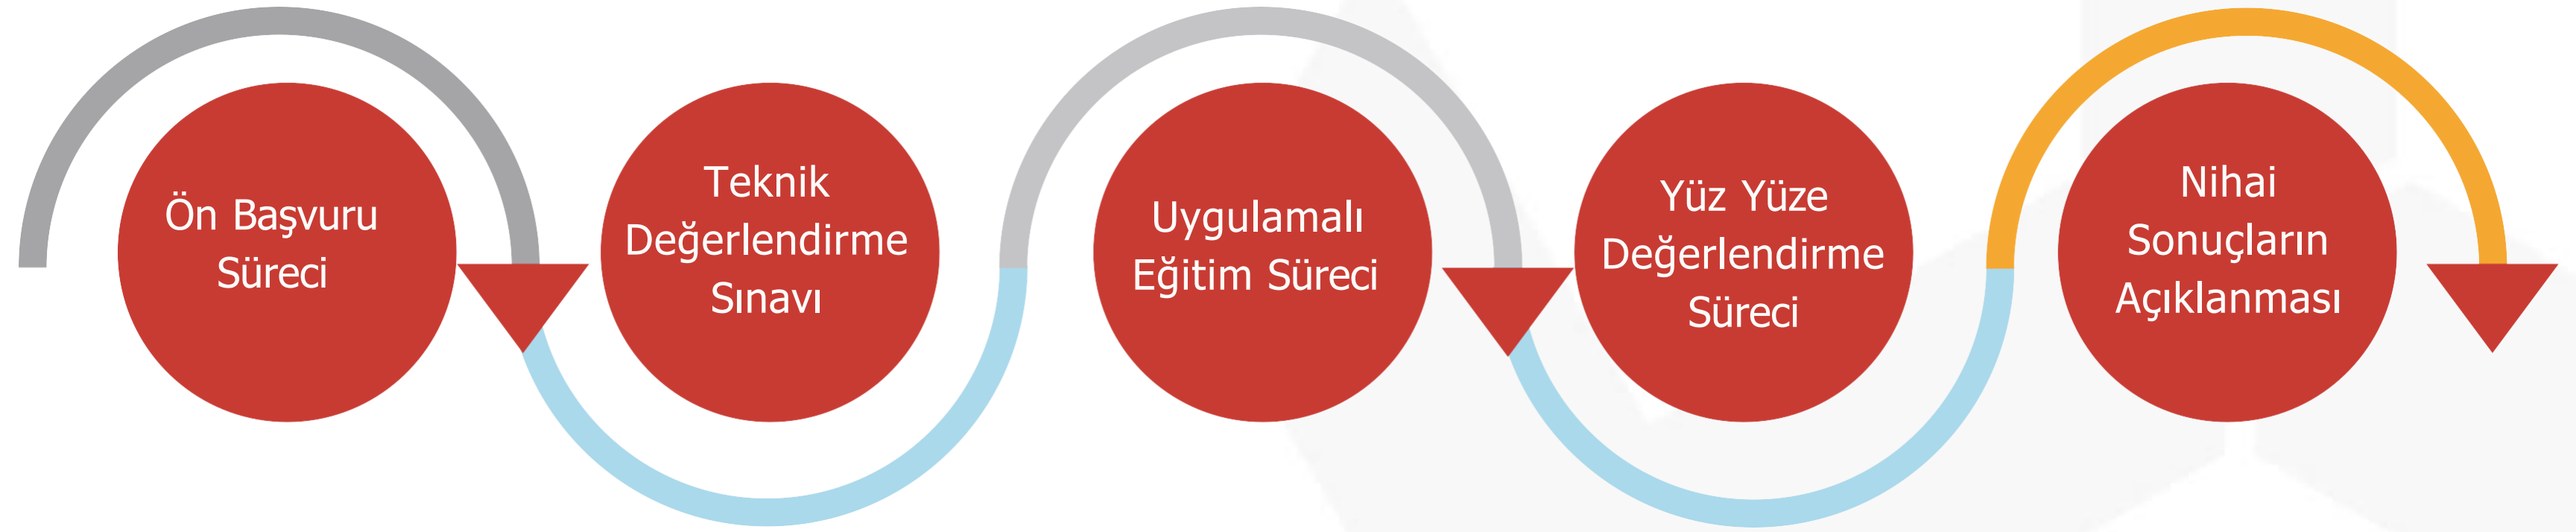 Ön Başvuru
Süreci
Teknik
Değerlendirme
Sınavı
Uygulamalı
Eğitim Süreci
Yüz Yüze
Değerlendirme
Süreci
Nihai
Sonuçların
Açıklanması